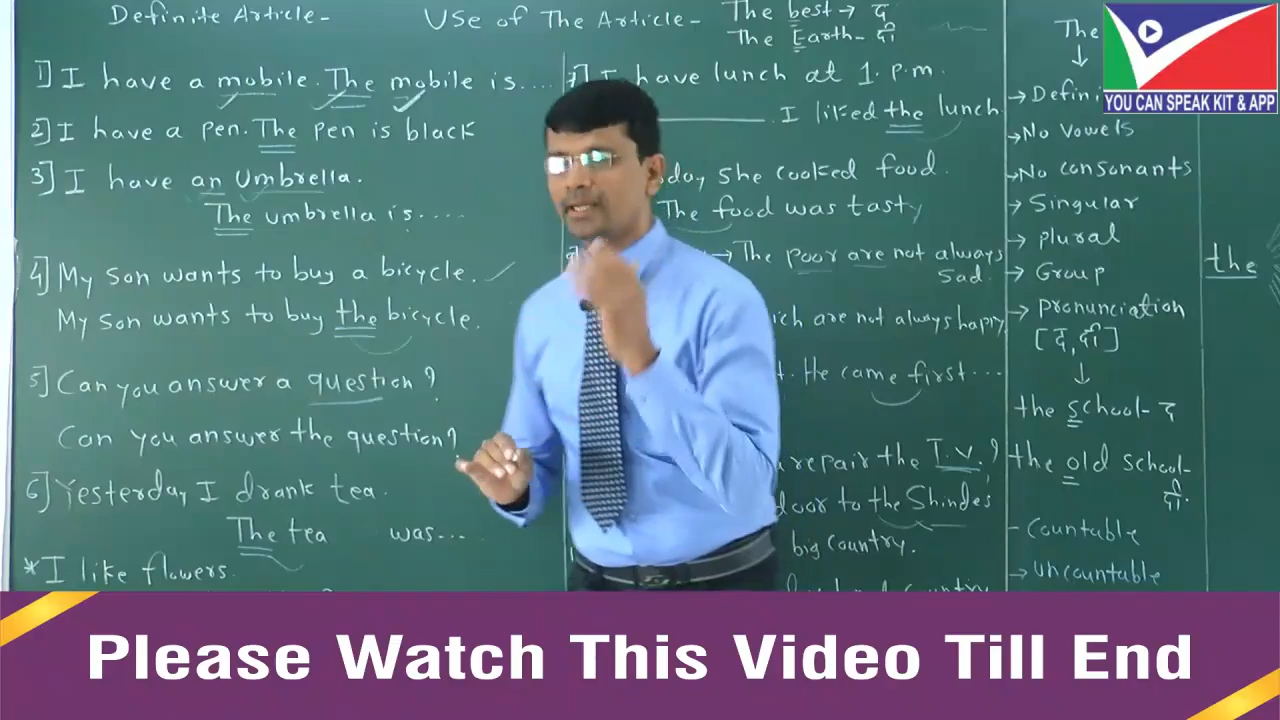 Definite Article-
Use of The Article-
The best → द
The Earth- दी
1] I have a mobile. The mobile is....
2] I have a pen. The pen is black
3] I have an umbrella.
The umbrella is.....
4] My son wants to buy a bicycle.
My son wants to buy the bicycle.
5] Can you answer a question?
Can you answer the question?
6] Yesterday I drank tea.
The tea was...
*I like flowers.
I have lunch at 1. p.m.
I liked the lunch
day she cooked food.
The food was tasty
→ The poor are not always
sad.
ich are not always happy
He came first...
repair the T.V.?
door to the Shindes
big country.
The
↓
→ Defini
→ No Vowels
→ No consonants
→ Singular
→ plural
→ Group
→ pronunciation
[द, दी]
↓
the school- द
the old school-
दी.
- Countable
→ uncountable
the
YOU CAN SPEAK KIT & APP
Please Watch This Video Till End